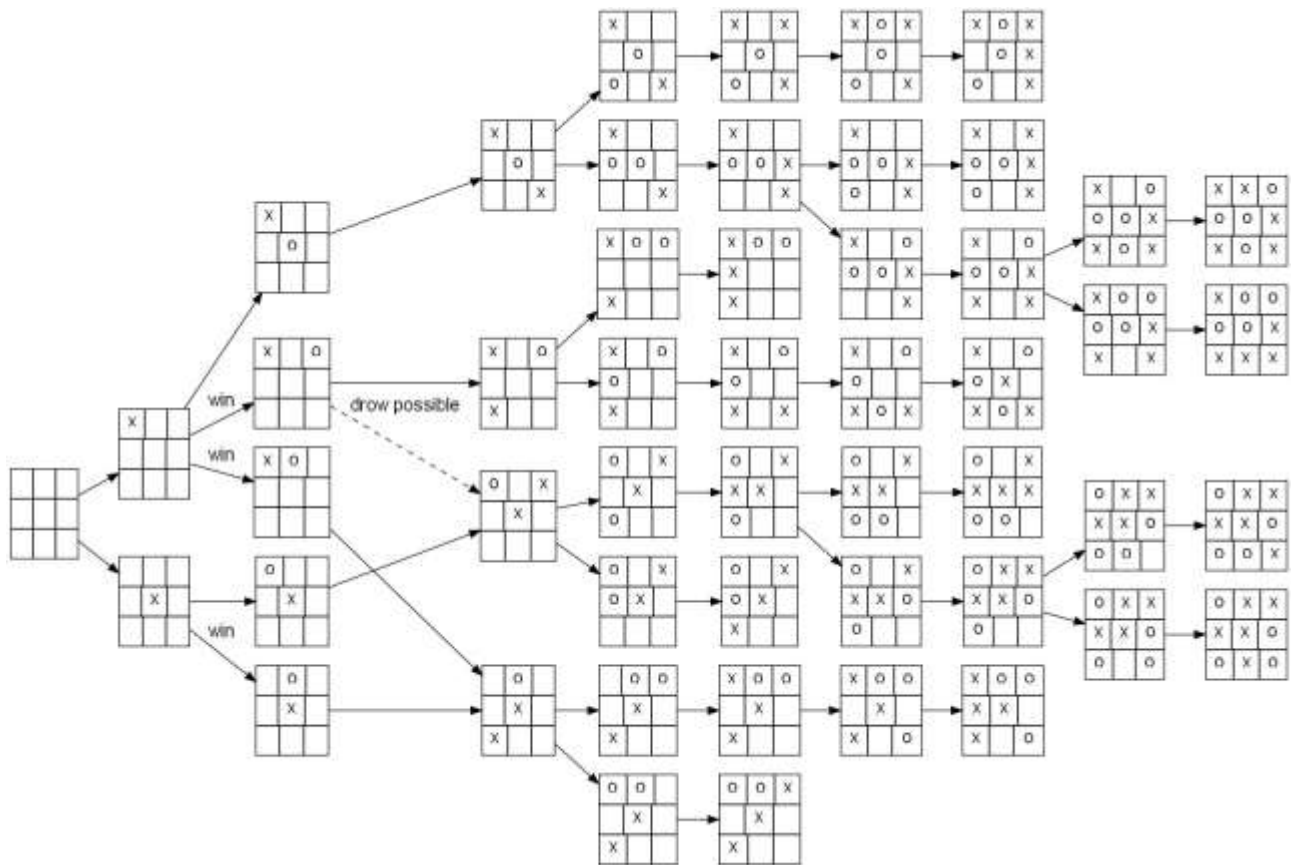 X X X X O X X O X
O O O O X
O X O X O X O X
X X X X X X
O O O O O X O O X O O X
X X X O X O X
X O X X O
X
O O X O O X
O X O O X O O X O X O
X O X X O X
X O O X O O X
X X X X X
X O O X O O
O O X O O X
X O X O X O X O X O X O
X X X X X
O O O O X
win
drow possible
X X X X X O X X O X
X
win
X O O X O X O X O X
O X
X X X X X X X X
O X X O X X
X
O O O O O O
X X O X X O
O O O O X
O O X O X O X O X X
X X O X O X X X O X X O
O X X O X X
win
X O O
X X O X X O
O O O X O
O O O O X O O X O O X O O
X X X X X X X
X X X X O X O
O O O O X
X X
X X